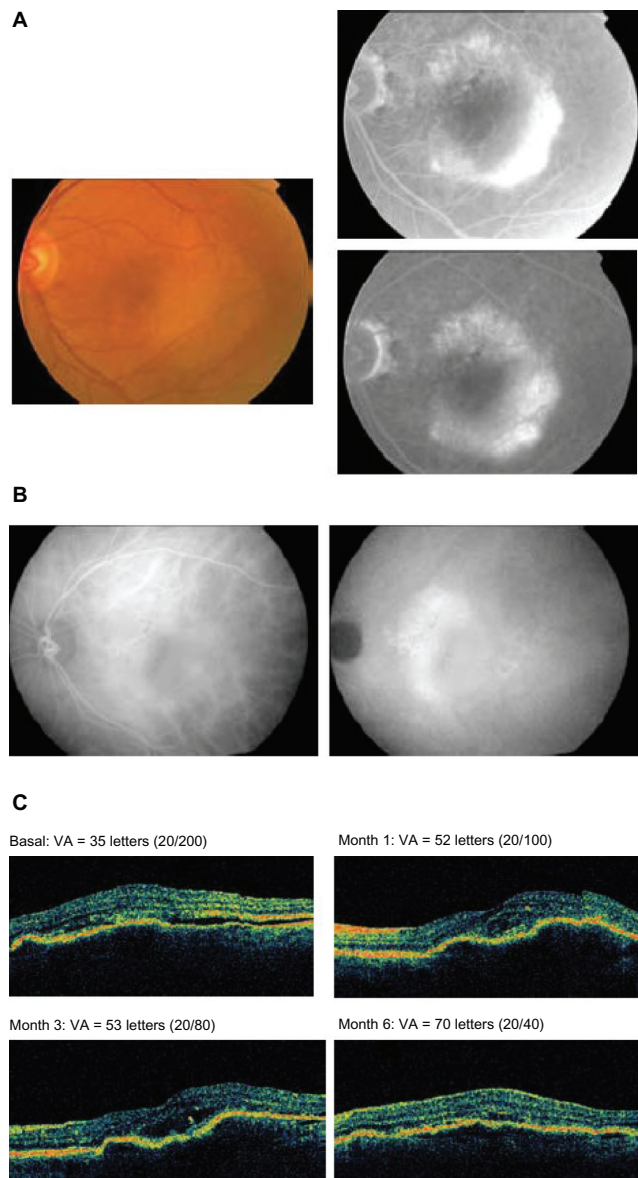 A
B
C
Basal: VA = 35 letters (20/200)
Month 1: VA = 52 letters (20/100)
Month 3: VA = 53 letters (20/80)
Month 6: VA = 70 letters (20/40)